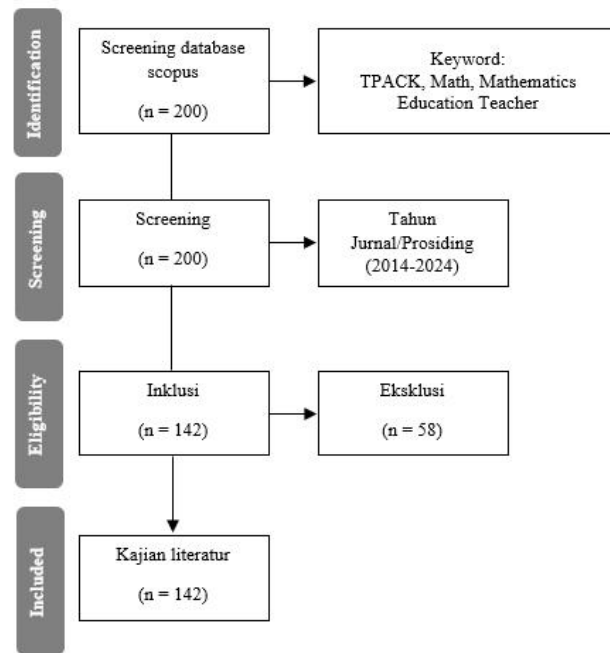 Identification
Screening database
scopus
(n = 200)
Keyword:
TPACK, Math, Mathematics
Education Teacher
Screening
Screening
(n = 200)
Tahun
Jurnal/Prosiding
(2014-2024)
Eligibility
Inklusi
(n = 142)
Eksklusi
(n = 58)
Included
Kajian literatur
(n = 142)